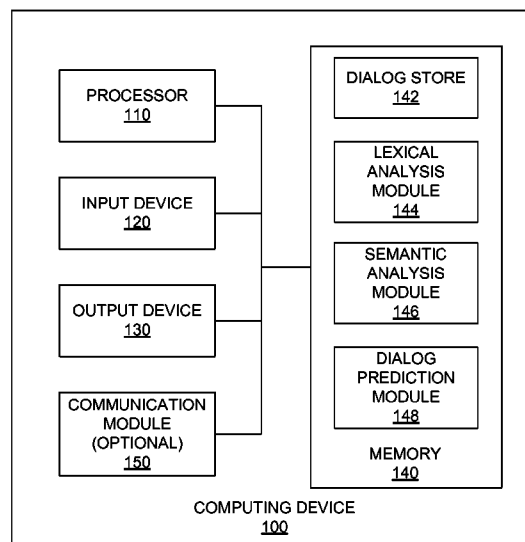 PROCESSOR
110
INPUT DEVICE
120
OUTPUT DEVICE
130
COMMUNICATION
MODULE
(OPTIONAL)
150
DIALOG STORE
142
LEXICAL
ANALYSIS
MODULE
144
SEMANTIC
ANALYSIS
MODULE
146
DIALOG
PREDICTION
MODULE
148
MEMORY
140
COMPUTING DEVICE
100